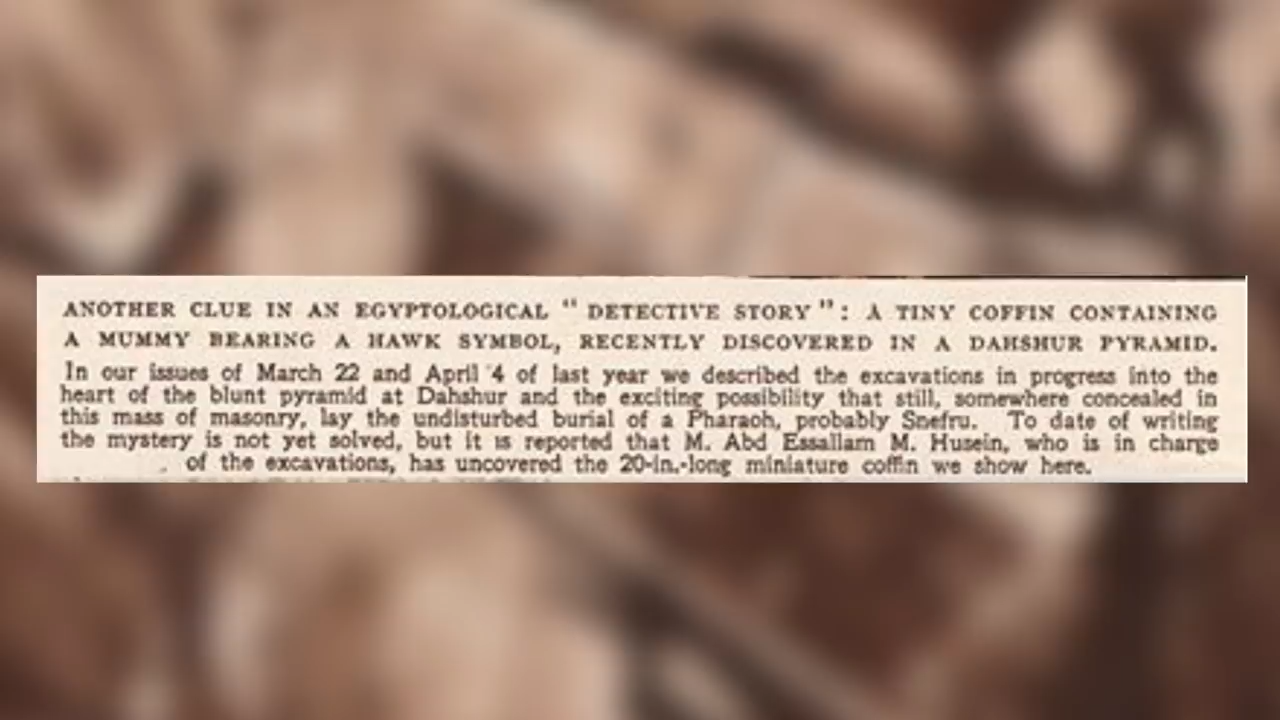 ANOTHER CLUE IN AN EGYPTOLOGICAL “DETECTIVE STORY”: A TINY COFFIN CONTAINING
A MUMMY BEARING A HAWK SYMBOL, RECENTLY DISCOVERED IN A DAHSHUR PYRAMID.
In our issues of March 22 and April 4 of last year we described the excavations in progress into the
heart of the blunt pyramid at Dahshur and the exciting possibility that still, somewhere concealed in
this mass of masonry, lay the undisturbed burial of a Pharaoh, probably Snefru. To date of writing
the mystery is not yet solved, but it is reported that M. Abd Essallam M. Husein, who is in charge
of the excavations, has uncovered the 20-in.-long miniature coffin we show here.